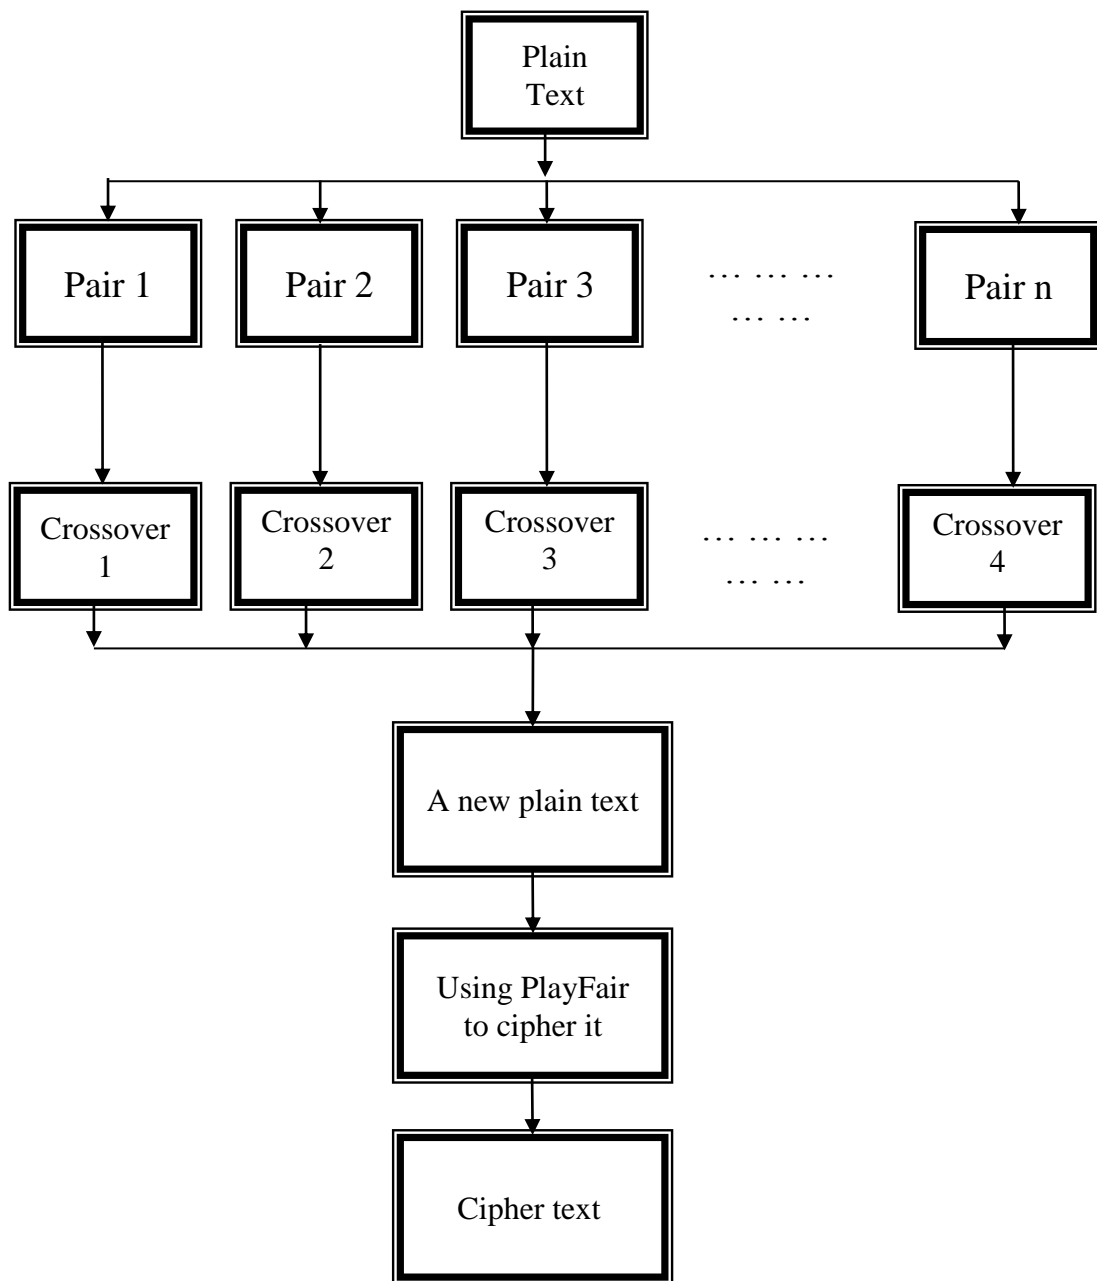 Plain
Text
Pair 1
Pair 2
Pair 3
… … …
… …
Pair n
Crossover
1
Crossover
2
Crossover
3
… … …
… …
Crossover
4
A new plain text
Using PlayFair
to cipher it
Cipher text